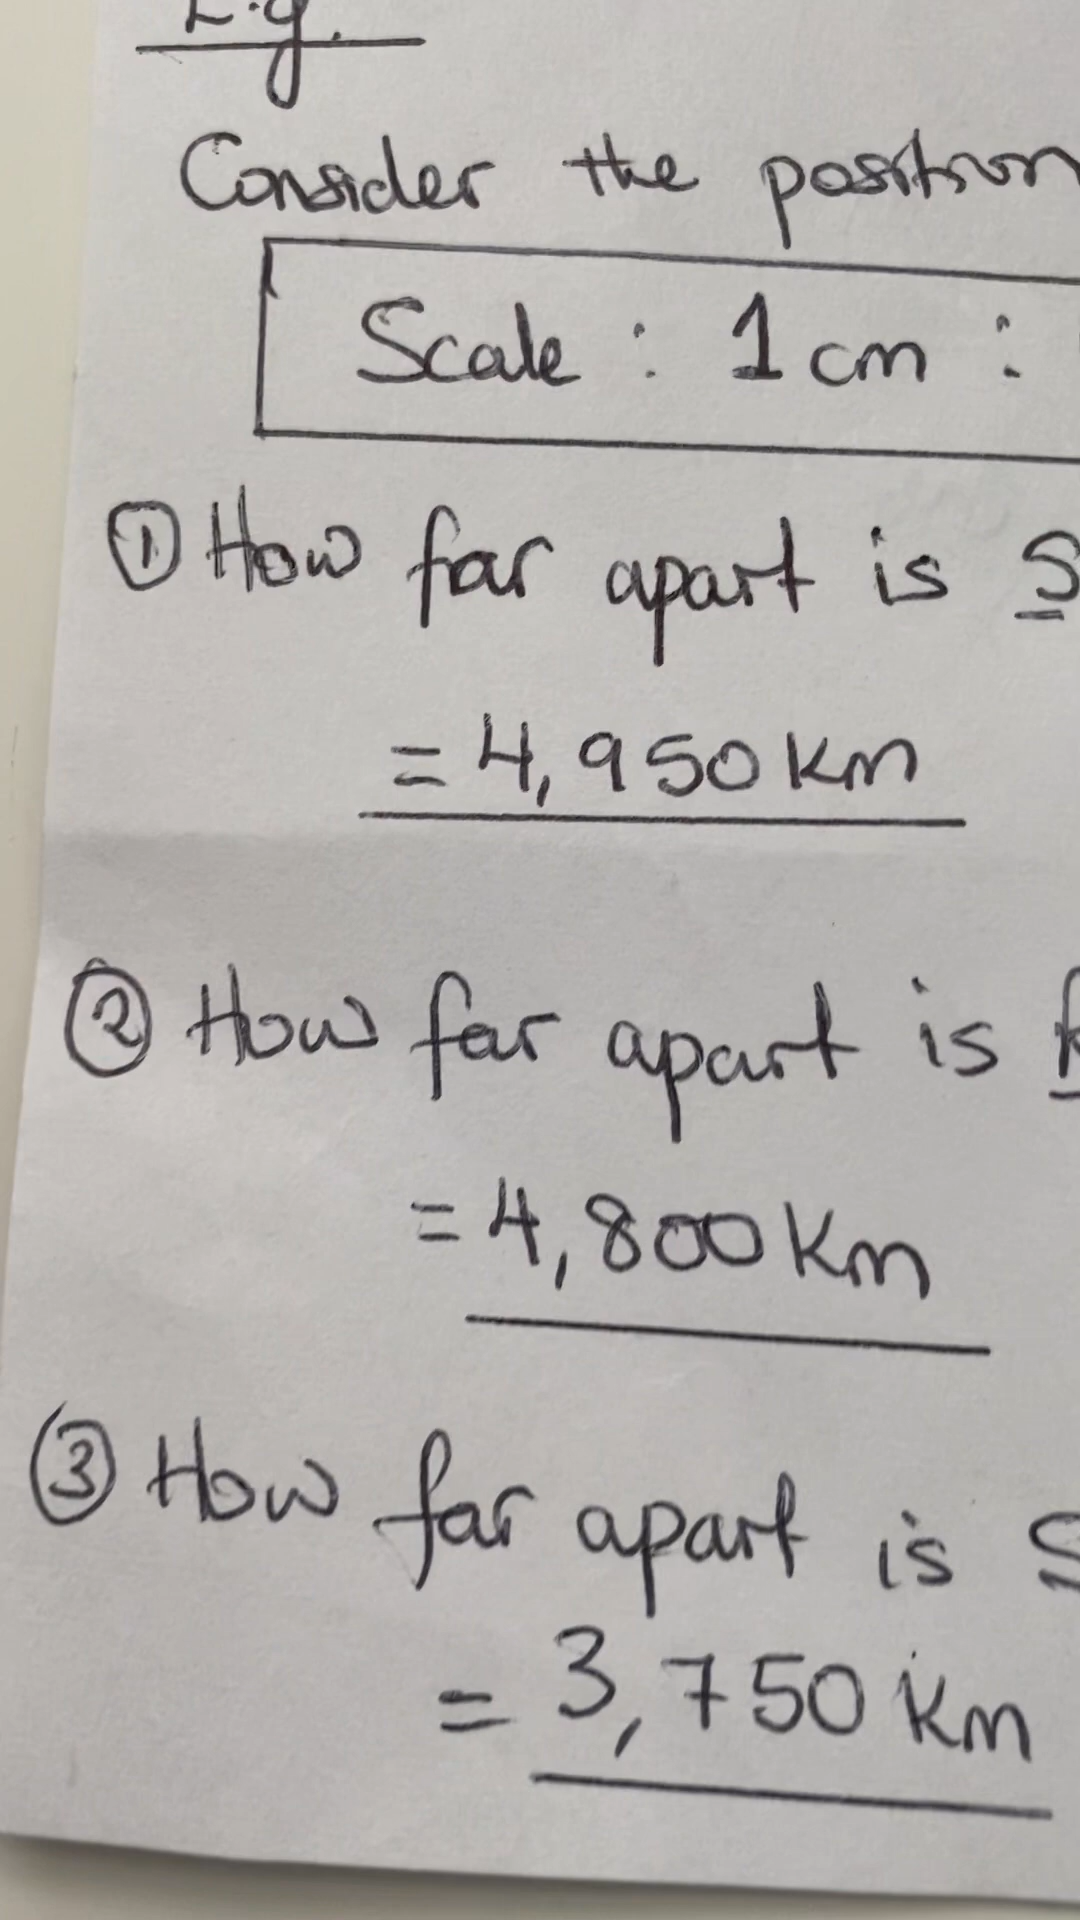 E.g.
Consider the position
Scale : 1 cm :
① How far apart is S
= 4,950 km
② How far apart is
= 4,800 km
③ How far apart is S
= 3,750 km